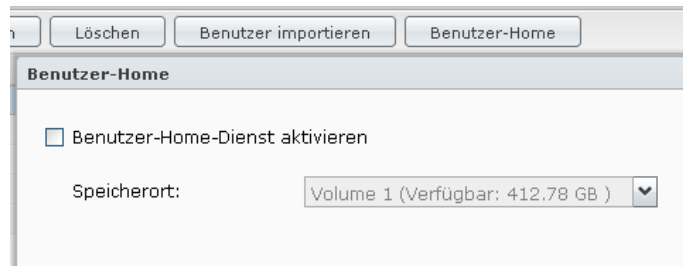 Löschen Benutzer importieren Benutzer-Home
Benutzer-Home
Benutzer-Home-Dienst aktivieren
Speicherort: Volume 1 (Verfügbar: 412.78 GB )